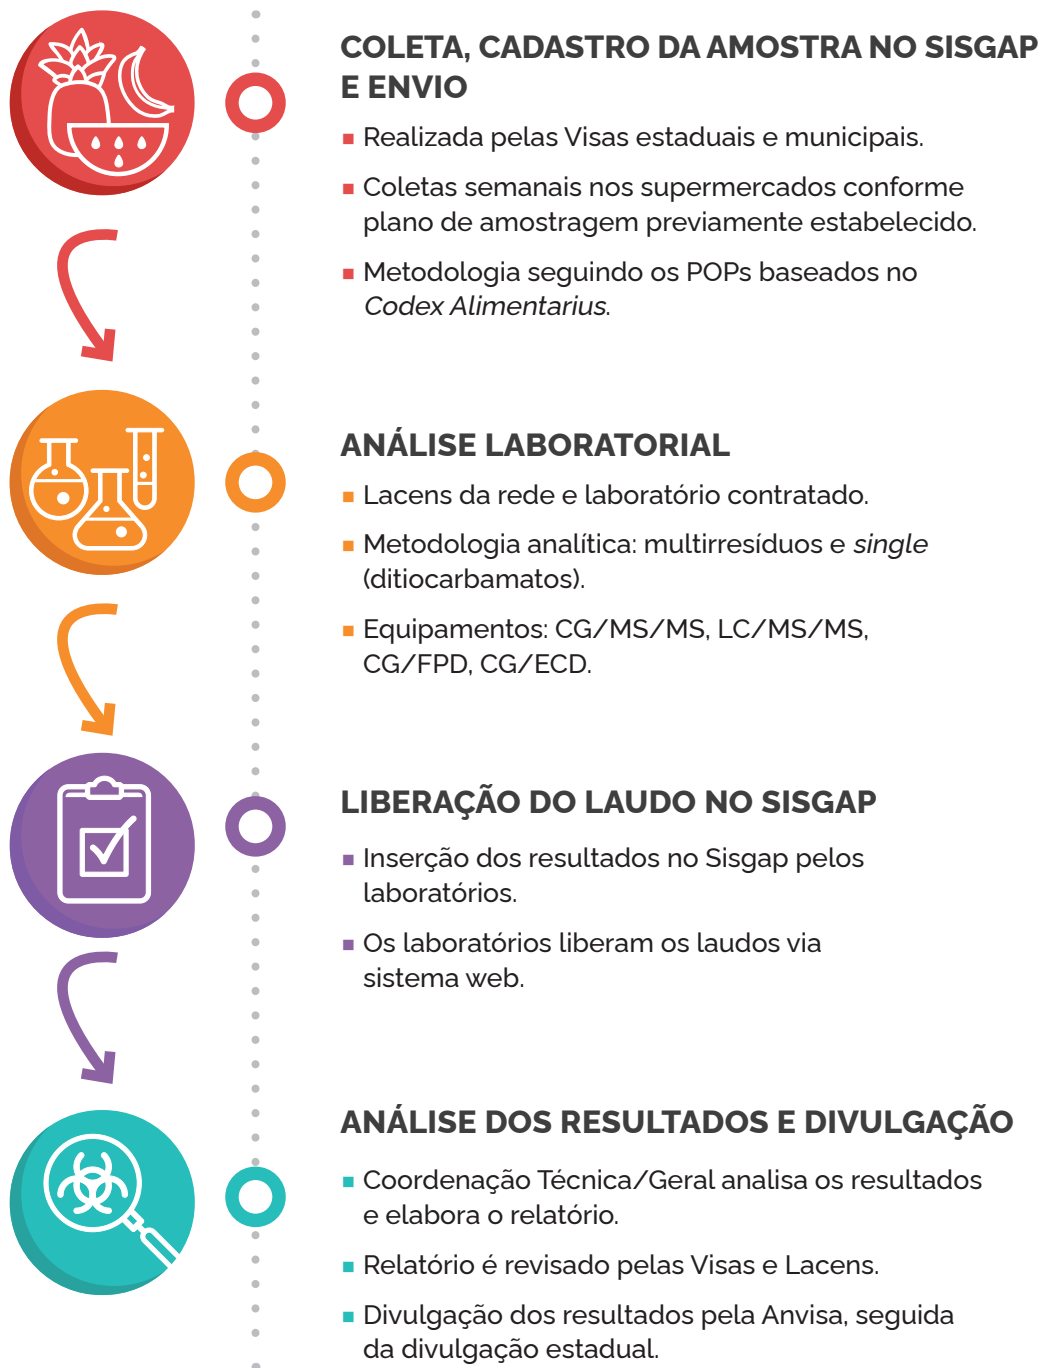 COLETA, CADASTRO DA AMOSTRA NO SISGAP
E ENVIO
▪ Realizada pelas Visas estaduais e municipais.
▪ Coletas semanais nos supermercados conforme
plano de amostragem previamente estabelecido.
▪ Metodologia seguindo os POPs baseados no
Codex Alimentarius.
ANÁLISE LABORATORIAL
▪ Lacens da rede e laboratório contratado.
▪ Metodologia analítica: multirresíduos e single
(ditiocarbamatos).
▪ Equipamentos: CG/MS/MS, LC/MS/MS,
CG/FPD, CG/ECD.
LIBERAÇÃO DO LAUDO NO SISGAP
▪ Inserção dos resultados no Sisgap pelos
laboratórios.
▪ Os laboratórios liberam os laudos via
sistema web.
ANÁLISE DOS RESULTADOS E DIVULGAÇÃO
▪ Coordenação Técnica/Geral analisa os resultados
e elabora o relatório.
▪ Relatório é revisado pelas Visas e Lacens.
▪ Divulgação dos resultados pela Anvisa, seguida
da divulgação estadual.